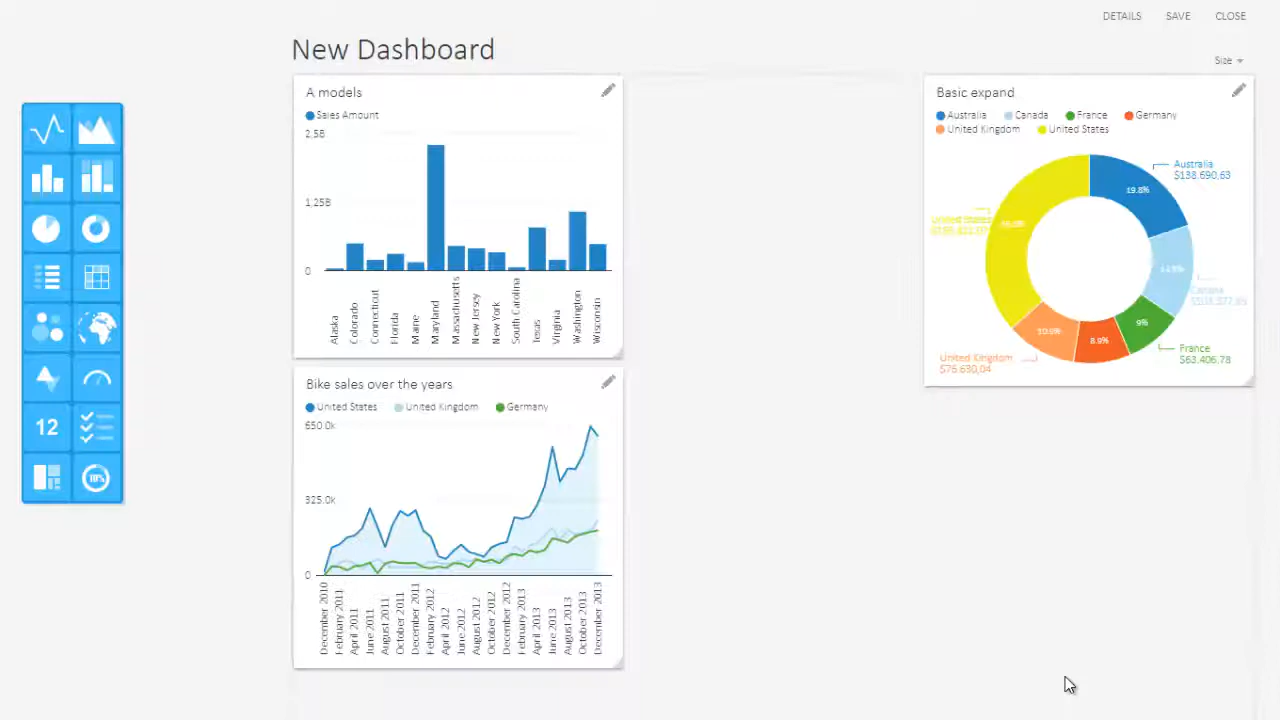 DETAILS SAVE CLOSE
New Dashboard
Size
A models
Sales Amount
2,5B
1,25B
0
Alaska
Colorado
Connecticut
Florida
Maine
Maryland
Massachusetts
New Jersey
New York
South Carolina
Texas
Virginia
Washington
Wisconsin
Bike sales over the years
United States United Kingdom Germany
650.0k
325.0k
0
December 2010
February 2011
April 2011
June 2011
August 2011
October 2011
December 2011
February 2012
April 2012
June 2012
August 2012
October 2012
December 2012
February 2013
April 2013
June 2013
August 2013
October 2013
December 2013
Basic expand
Australia Canada France Germany
United Kingdom United States
Australia
$138.690,63
19.8%
United States
Canada
9%
8.9%
10.9%
France
$63.406,78
United Kingdom
$76.630,04
12
10%